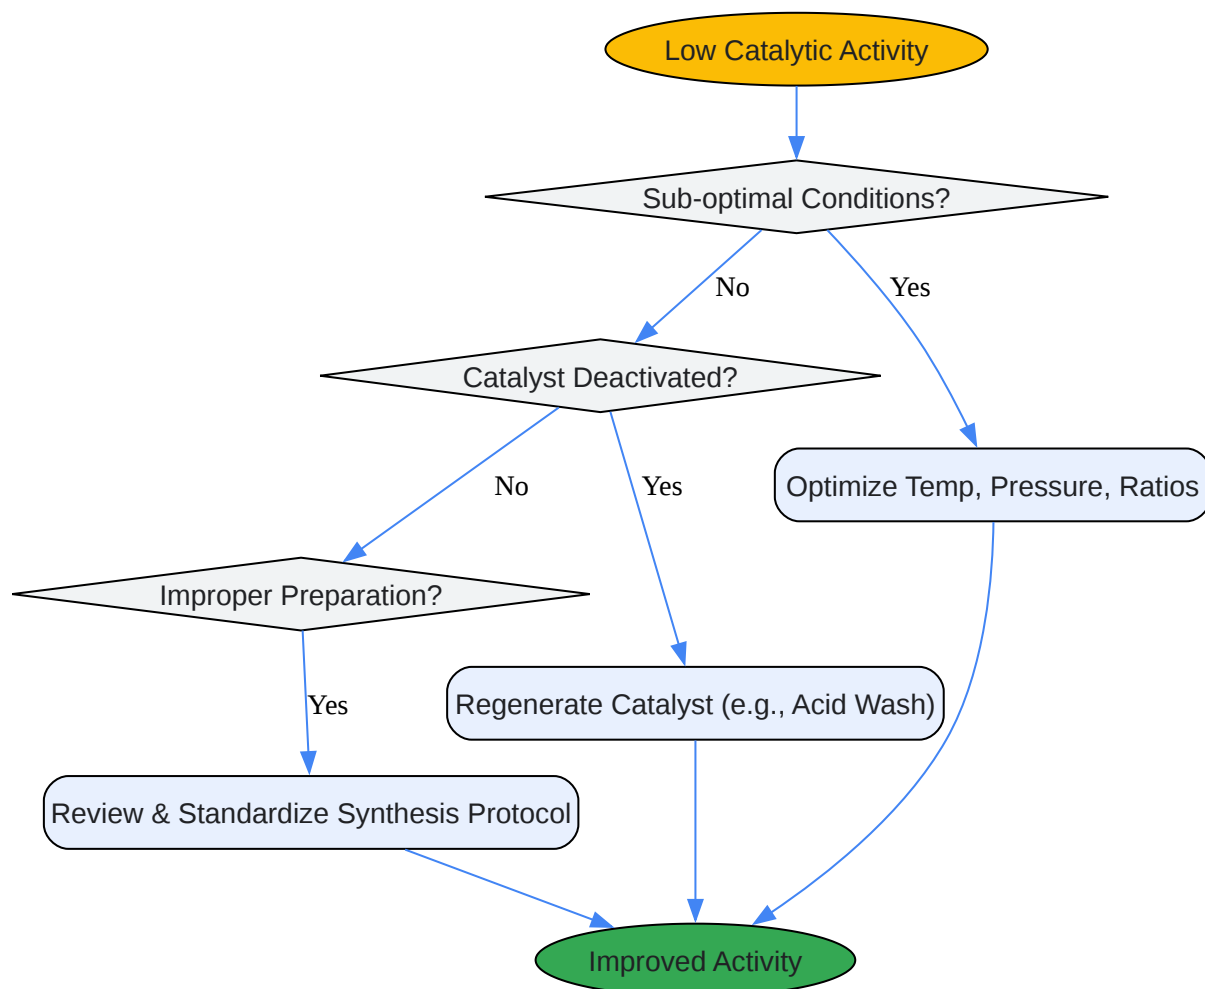 Low Catalytic Activity
Sub-optimal Conditions?
No
Yes
Catalyst Deactivated?
No
Yes
Optimize Temp, Pressure, Ratios
Improper Preparation?
Yes
Regenerate Catalyst (e.g., Acid Wash)
Review & Standardize Synthesis Protocol
Improved Activity